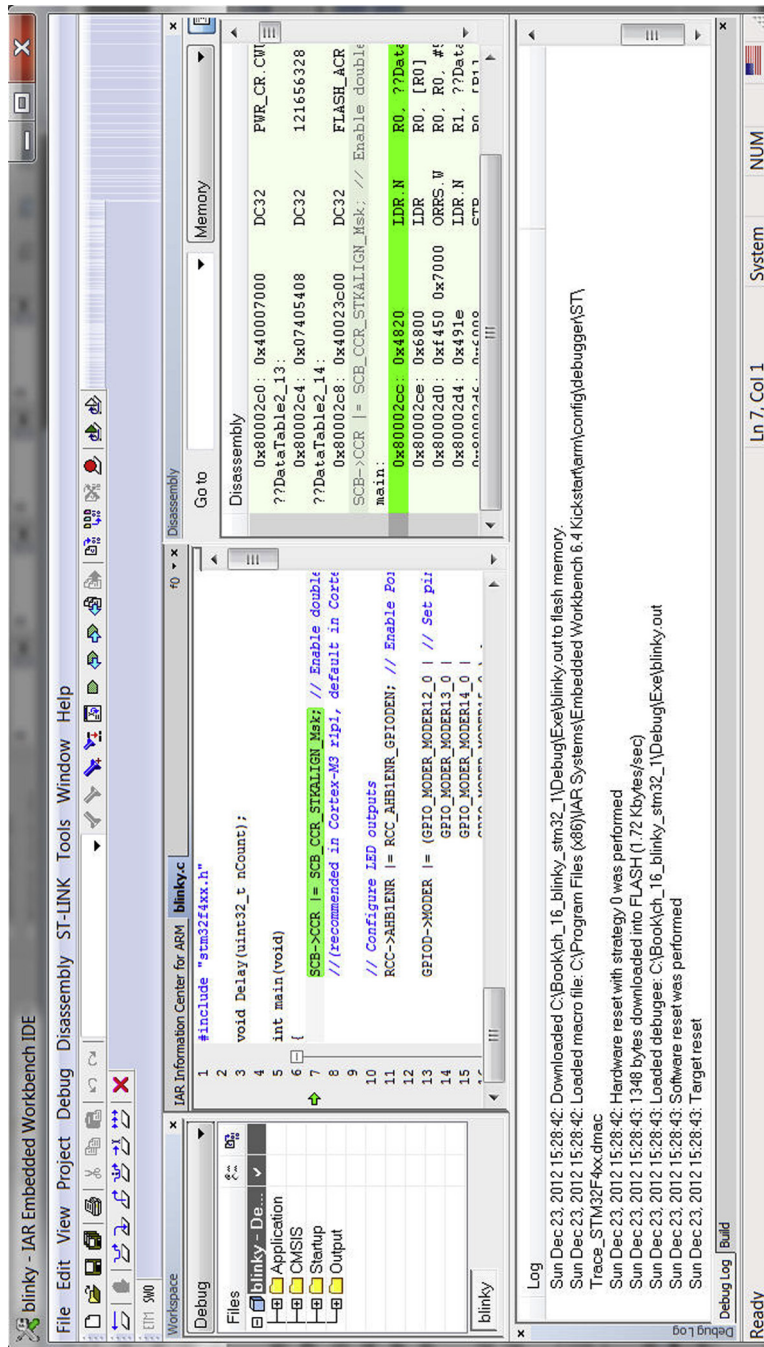 blinky - IAR Embedded Workbench IDE
File Edit View Project Debug Disassembly ST-LINK Tools Window Help
ETM SWO
Workspace
Debug
Files
blinky - De...
Application
CMSIS
Startup
Output
blinky
IAR Information Center for ARM blinky.c
f0
1 #include "stm32f4xx.h"
2
3 void Delay(uint32_t nCount);
4
5 int main(void)
6 {
7 SCB->CCR |= SCB_CCR_STKALIGN_Msk; // Enable double
8 //(recommended in Cortex-M3 r1p1, default in Corte
9
10 // Configure LED outputs
11 RCC->AHB1ENR |= RCC_AHB1ENR_GPIODEN; // Enable Por
12
13 GPIOD->MODER |= (GPIO_MODER_MODER12_0 | // Set pin
14 GPIO_MODER_MODER13_0 |
15 GPIO_MODER_MODER14_0 |
Disassembly
Go to Memory
Disassembly
0x80002c0: 0x40007000 DC32 PWR_CR.CWU
??DataTable2_13:
0x80002c4: 0x07405408 DC32 121656328
??DataTable2_14:
0x80002c8: 0x40023c00 DC32 FLASH_ACR
SCB->CCR |= SCB_CCR_STKALIGN_Msk; // Enable double
main:
0x80002cc: 0x4820 LDR.N R0, ??Data
0x80002ce: 0x6800 LDR R0, [R0]
0x80002d0: 0xf450 0x7000 ORRS.W R0, R0, #5
0x80002d4: 0x491e LDR.N R1, ??Data
Log
Sun Dec 23, 2012 15:28:42: Downloaded C:\Book\ch_16_blinky_stm32_1\Debug\Exe\blinky.out to flash memory.
Sun Dec 23, 2012 15:28:42: Loaded macro file: C:\Program Files (x86)\IAR Systems\Embedded Workbench 6.4 Kickstart\arm\config\debugger\ST\
Trace_STM32F4xx.dmac
Sun Dec 23, 2012 15:28:42: Hardware reset with strategy 0 was performed
Sun Dec 23, 2012 15:28:43: 1348 bytes downloaded into FLASH (1.72 Kbytes/sec)
Sun Dec 23, 2012 15:28:43: Loaded debugee: C:\Book\ch_16_blinky_stm32_1\Debug\Exe\blinky.out
Sun Dec 23, 2012 15:28:43: Software reset was performed
Sun Dec 23, 2012 15:28:43: Target reset
Debug Log
Debug Log Build
Ready Ln 7, Col 1 System NUM